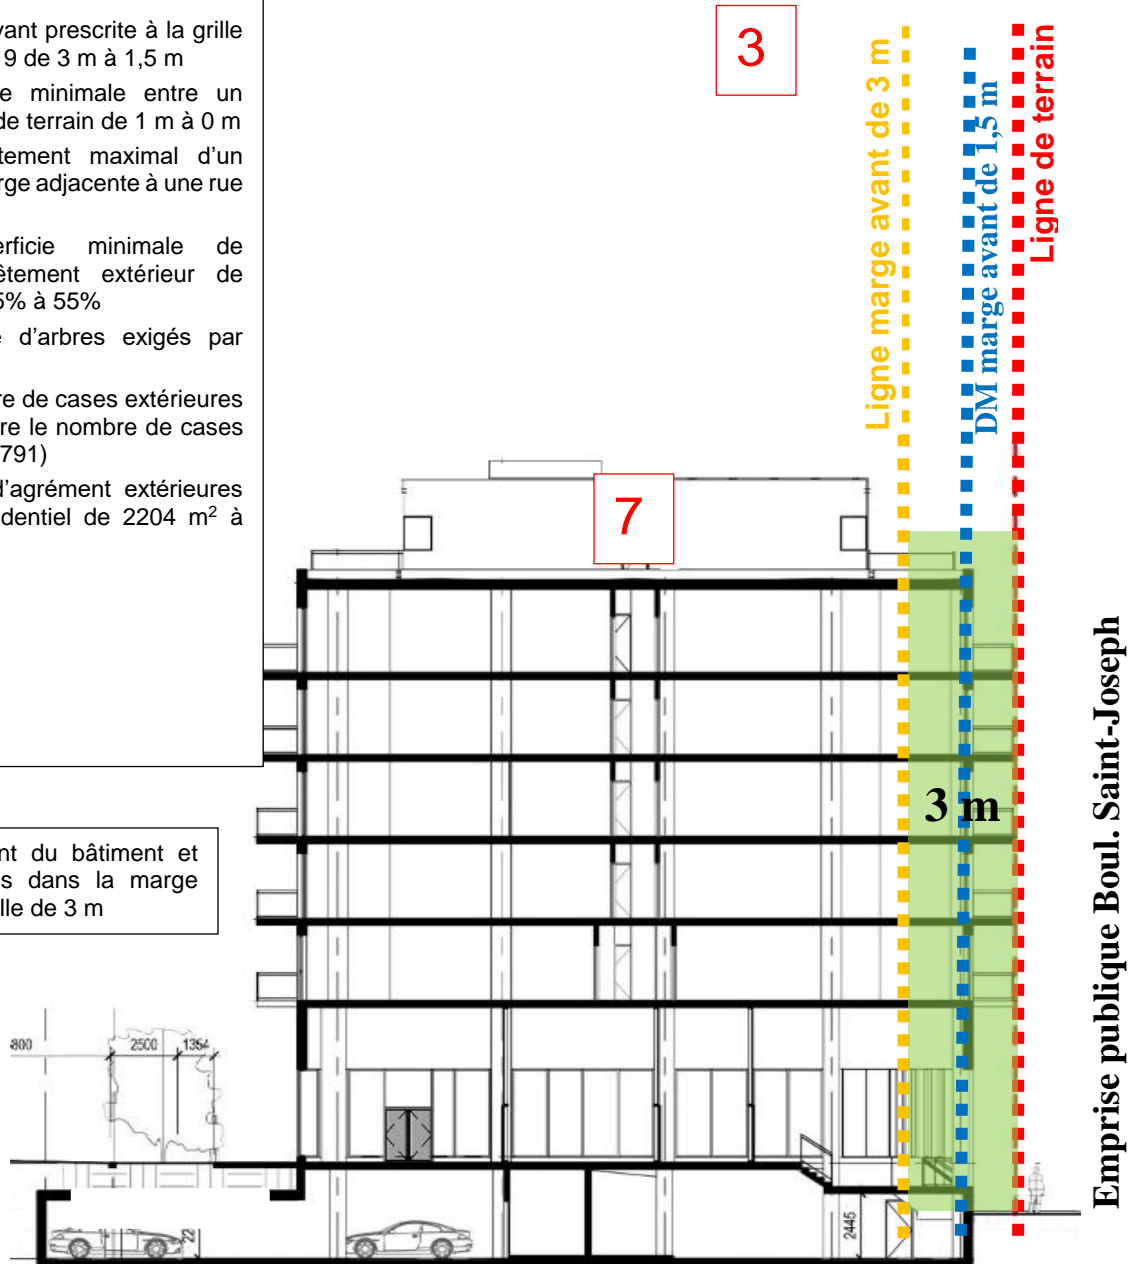 vant prescrite à la grille
9 de 3 m à 1,5 m
e minimale entre un
de terrain de 1 m à 0 m
tement maximal d'un
rge adjacente à une rue
erficie minimale de
êtement extérieur de
5% à 55%
e d'arbres exigés par
re de cases extérieures
re le nombre de cases
791)
d'agrément extérieures
dentiel de 2204 m² à
3
Ligne marge avant de 3 m
DM marge avant de 1,5 m
Ligne de terrain
7
3 m
Emprise publique Boul. Saint-Joseph
nt du bâtiment et
s dans la marge
lle de 3 m
800
2500
1354
22
2445